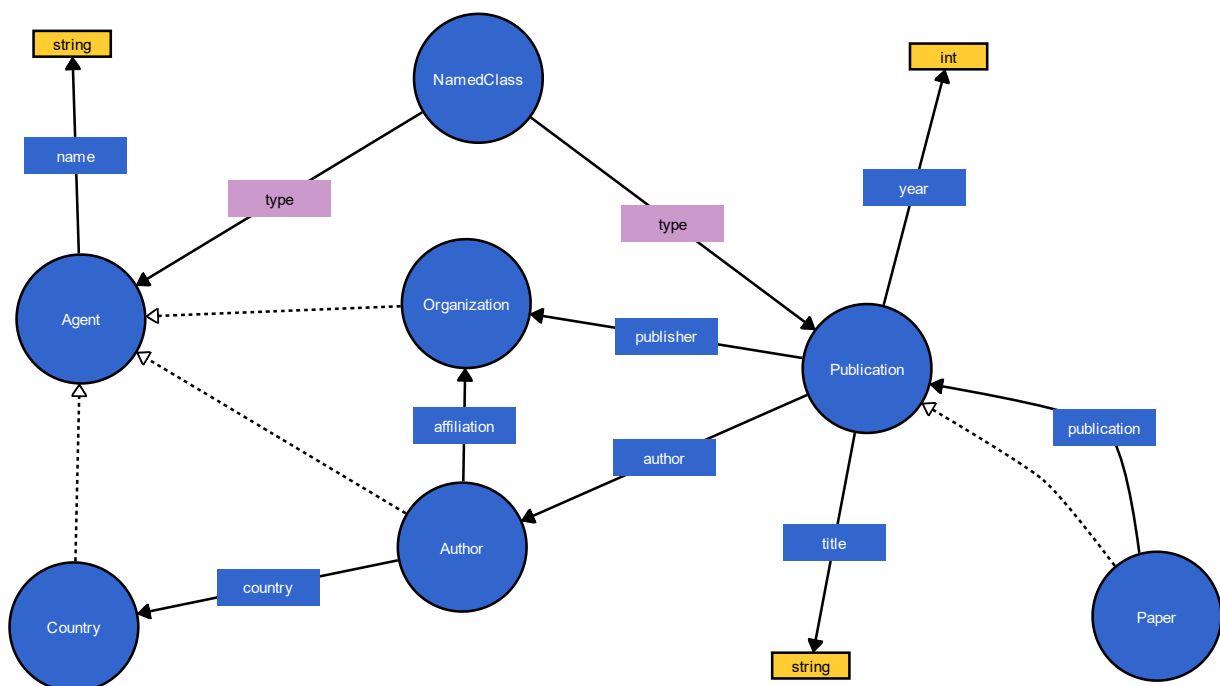 string
NamedClass
int
name
type
year
type
Organization
Agent
publisher
Publication
affiliation
publication
author
title
Author
country
Country
Paper
string